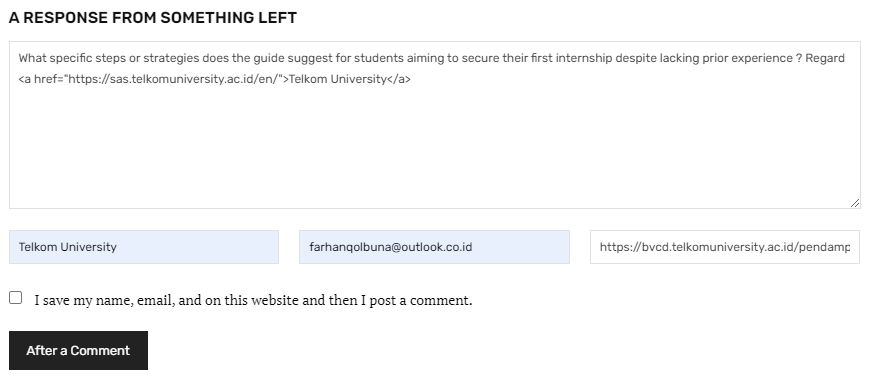 A RESPONSE FROM SOMETHING LEFT
What specific steps or strategies does the guide suggest for students aiming to secure their first internship despite lacking prior experience ? Regard
<a href="https://sas.telkomuniversity.ac.id/en/">Telkom University</a>
Telkom University farhanqolbuna@outlook.co.id https://bvcd.telkomuniversity.ac.id/pendamp
I save my name, email, and on this website and then I post a comment.
After a Comment